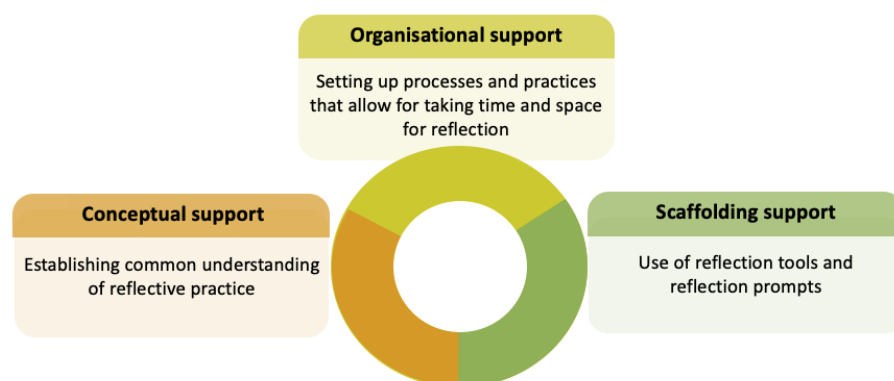 Organisational support
Setting up processes and practices
that allow for taking time and space
for reflection
Conceptual support
Establishing common understanding
of reflective practice
Scaffolding support
Use of reflection tools and
reflection prompts